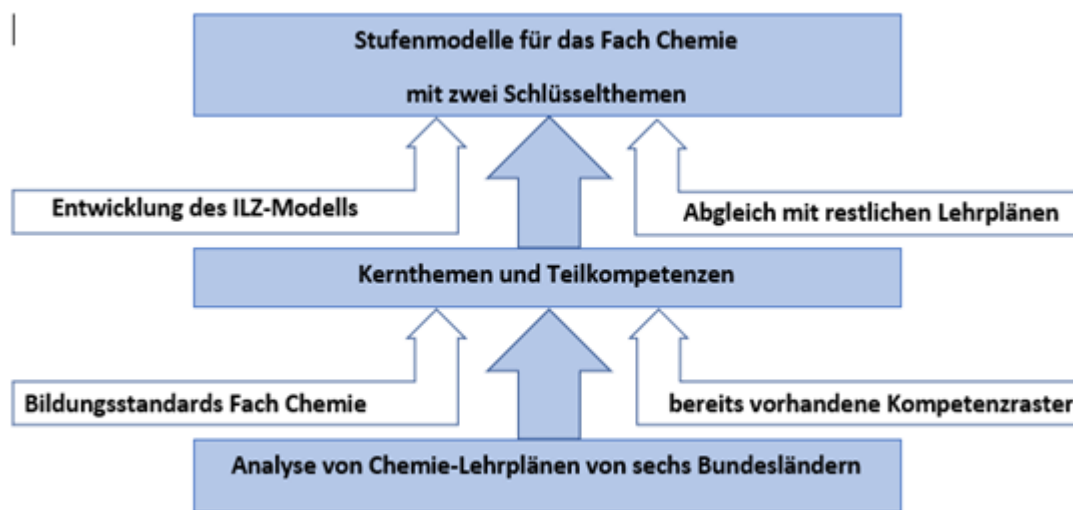 Stufenmodelle für das Fach Chemie
mit zwei Schlüsselthemen
Entwicklung des ILZ-Modells
Abgleich mit restlichen Lehrplänen
Kernthemen und Teilkompetenzen
Bildungsstandards Fach Chemie
bereits vorhandene Kompetenzraster
Analyse von Chemie-Lehrplänen von sechs Bundesländern